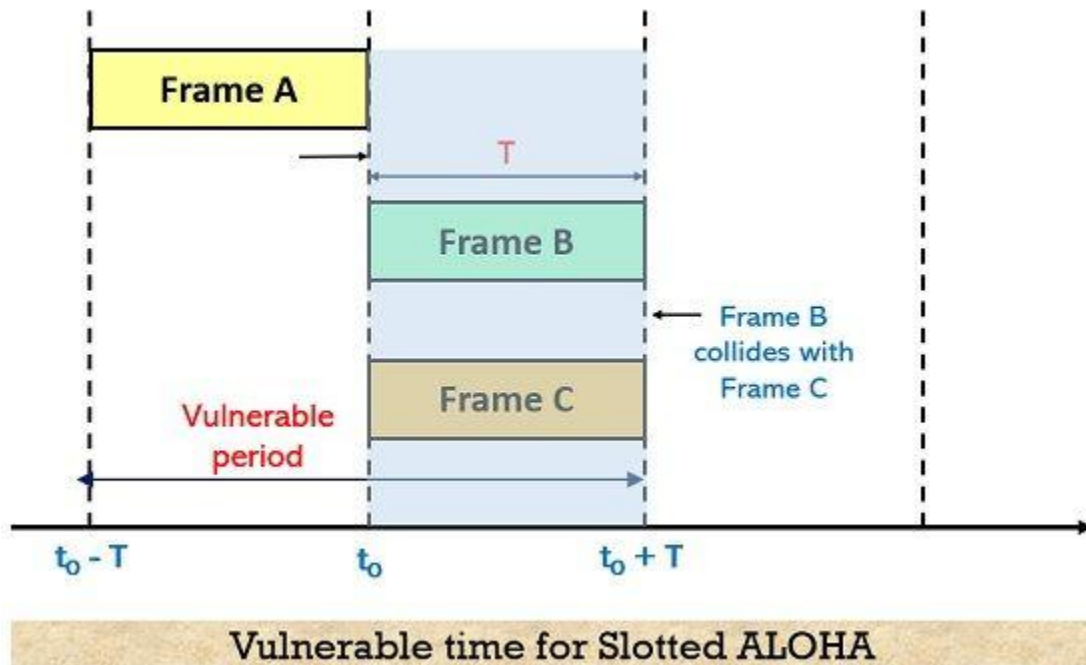 Frame A
T
Frame B
Frame B
collides with
Frame C
Frame C
Vulnerable
period
t₀ - T
t₀
t₀ + T
Vulnerable time for Slotted ALOHA